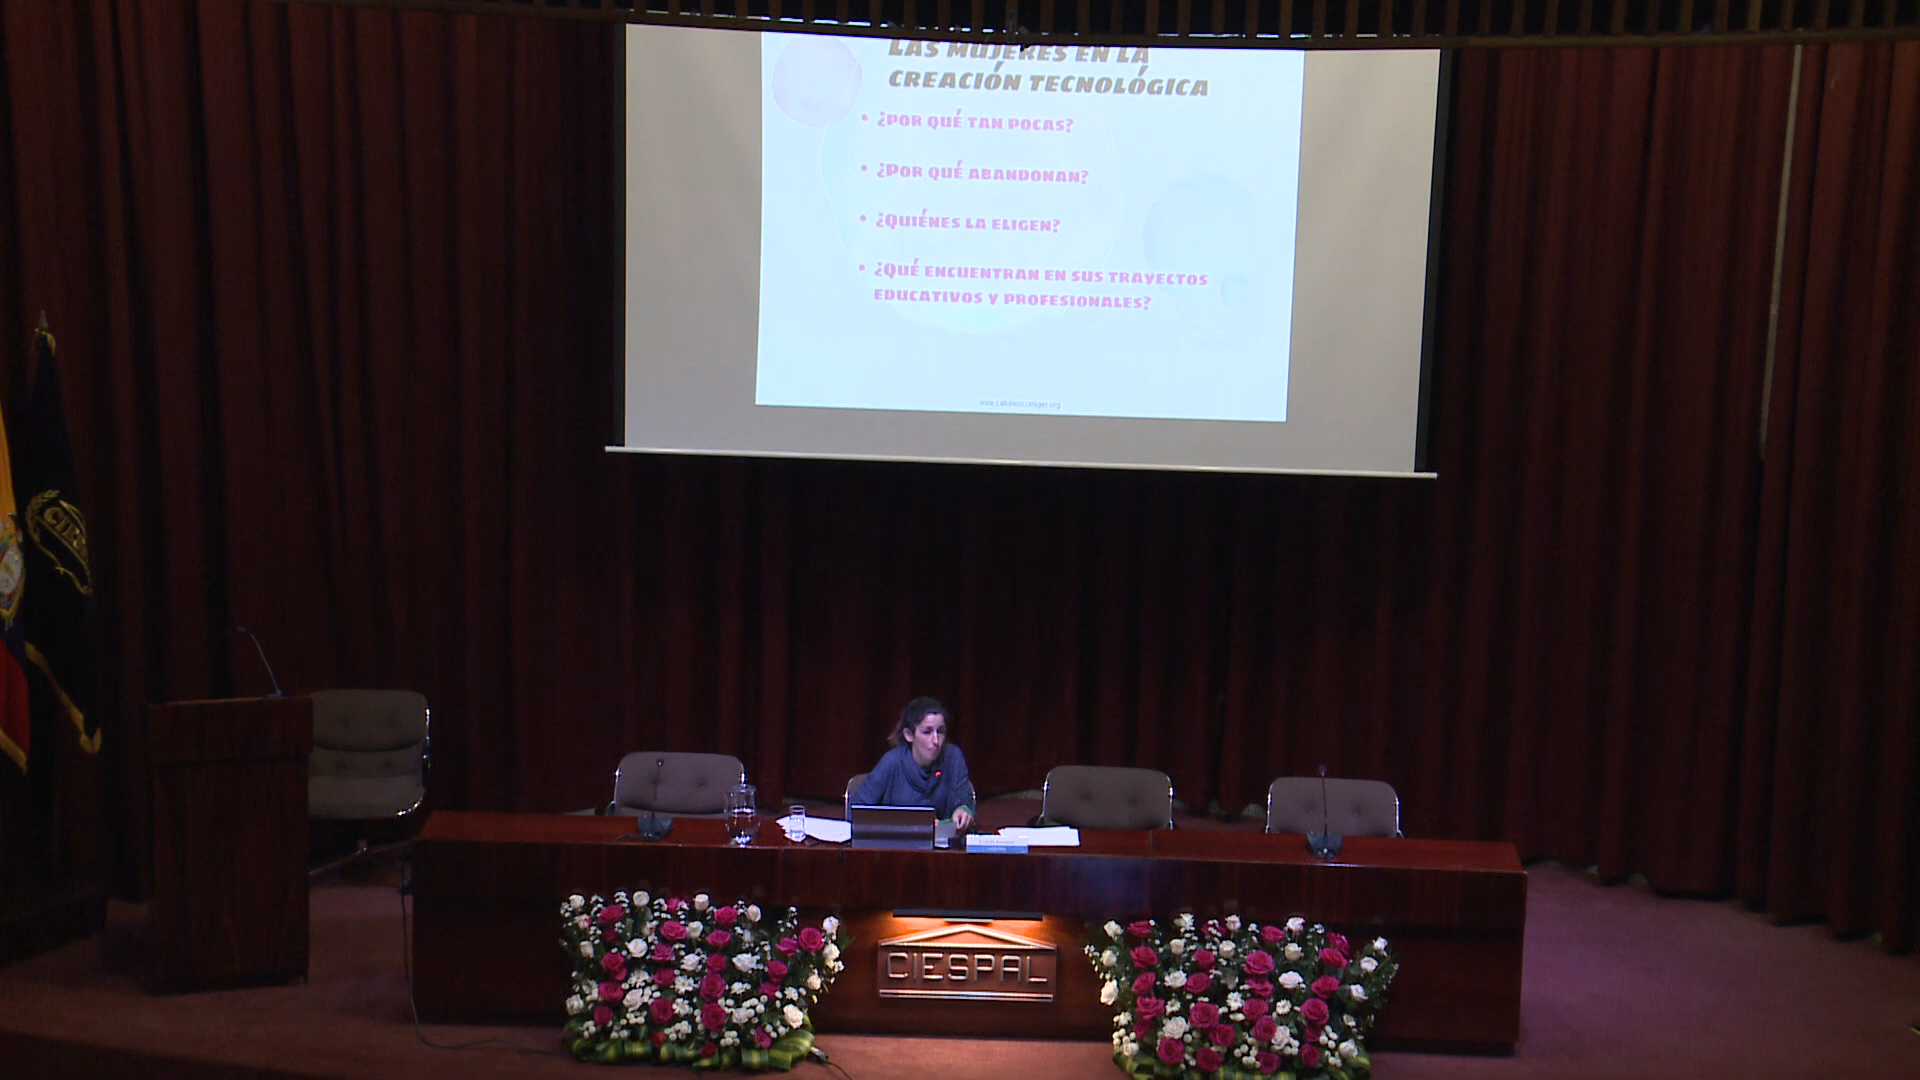 LAS MUJERES EN LA
CREACIÓN TECNOLÓGICA
• ¿POR QUÉ TAN POCAS?
• ¿POR QUÉ ABANDONAN?
• ¿QUIÉNES LA ELIGEN?
• ¿QUÉ ENCUENTRAN EN SUS TRAYECTOS
EDUCATIVOS Y PROFESIONALES?
CIESPAL